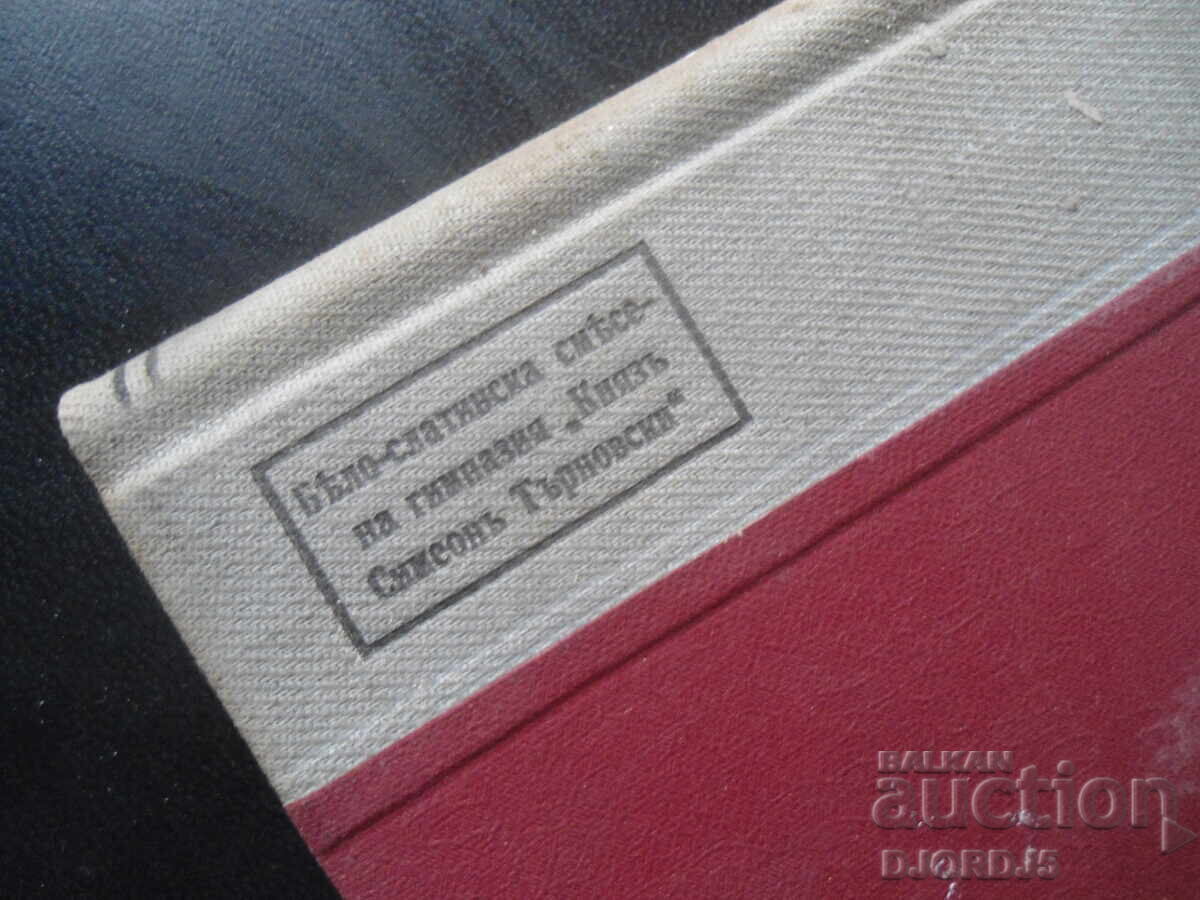 Бѣло-слатинска смѣсе-
на гимназия „Князъ
Симеонъ Търновски“
BALKAN
auction
DJORDJ5